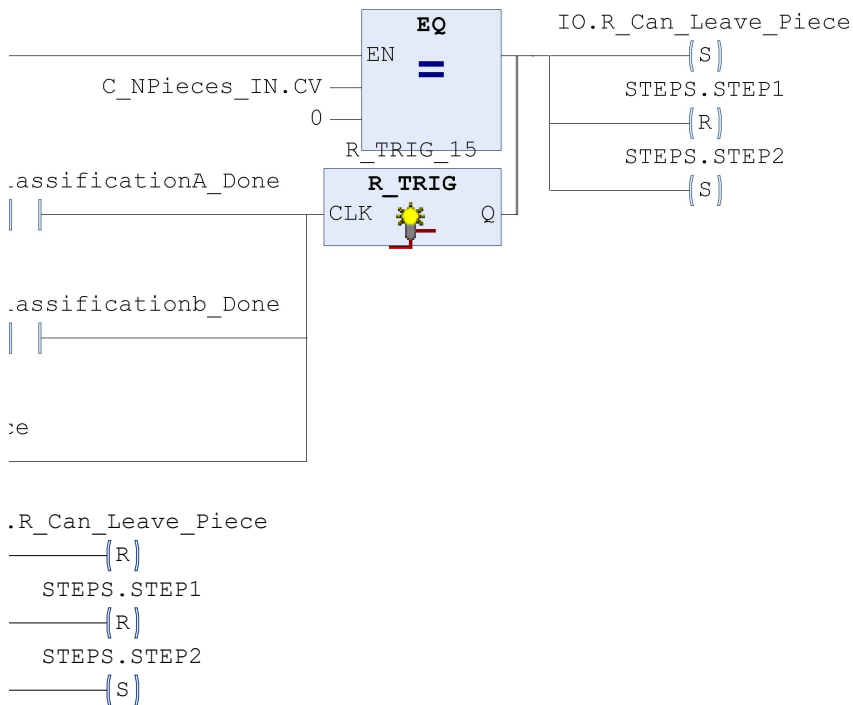 EQ
IO.R_Can_Leave_Piece
EN
S
C_NPieces_IN.CV
STEPS.STEP1
0
R
R_TRIG_15
STEPS.STEP2
assificationA_Done
R_TRIG
S
CLK
Q
assificationb_Done
.R_Can_Leave_Piece
R
STEPS.STEP1
R
STEPS.STEP2
S